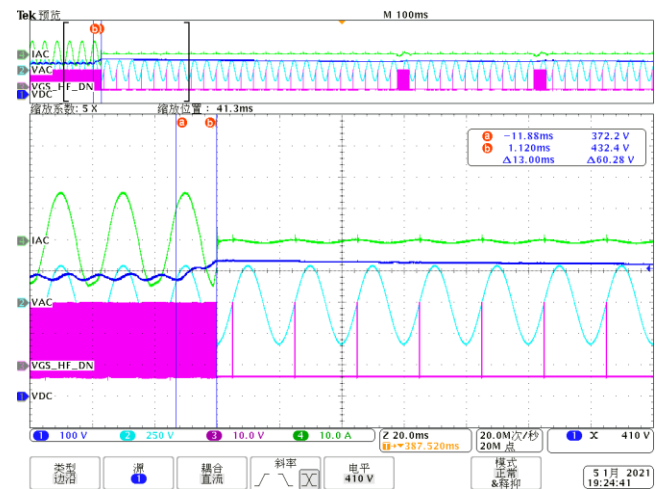 Tek 预览 M 100ms
b
IAC
VAC
VGS_HF_DN
VDC
缩放系数: 5 X 缩放位置: 41.3ms
a b
a -11.88ms 372.2 V
b 1.120ms 432.4 V
Δ13.00ms Δ60.28 V
4 IAC
2 VAC
VGS_HF_DN
1 VDC
1 100 V 2 250 V 3 10.0 V 4 10.0 A Z 20.0ms 20.0M次/秒 1 X 410 V
T→▼387.520ms 20M 点
类型 边沿
源 1
耦合 直流
斜率
电平 410 V
模式 正常 &释抑
5 1月 2021
19:24:41